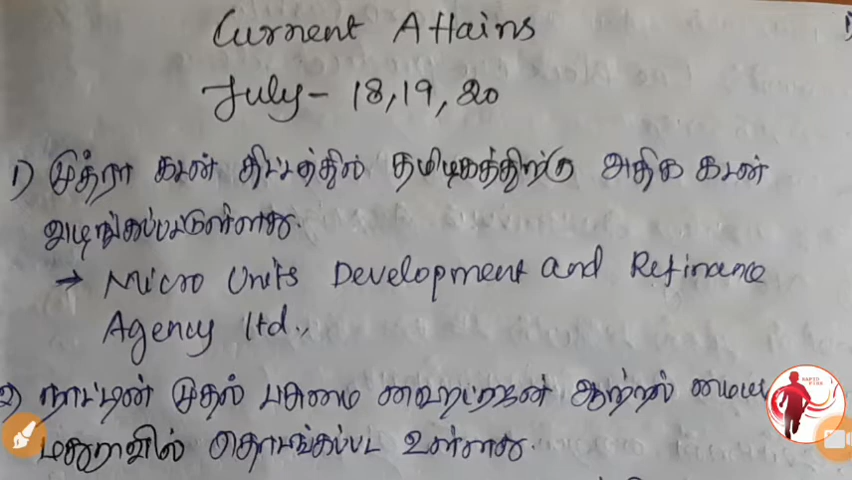 Current Affairs
July - 18,19,20
1) முத்ரா கடன் திட்டத்தில் தமிழகத்திற்கு அதிக கடன்
வழங்கப்பட்டுள்ளது.
→ Micro Units Development and Refinance
Agency ltd.,
2) நாட்டின் முதல் பசுமை ஹைட்ரஜன் ஆற்றல் மைய
மதுராவில் தொடங்கப்பட உள்ளது.